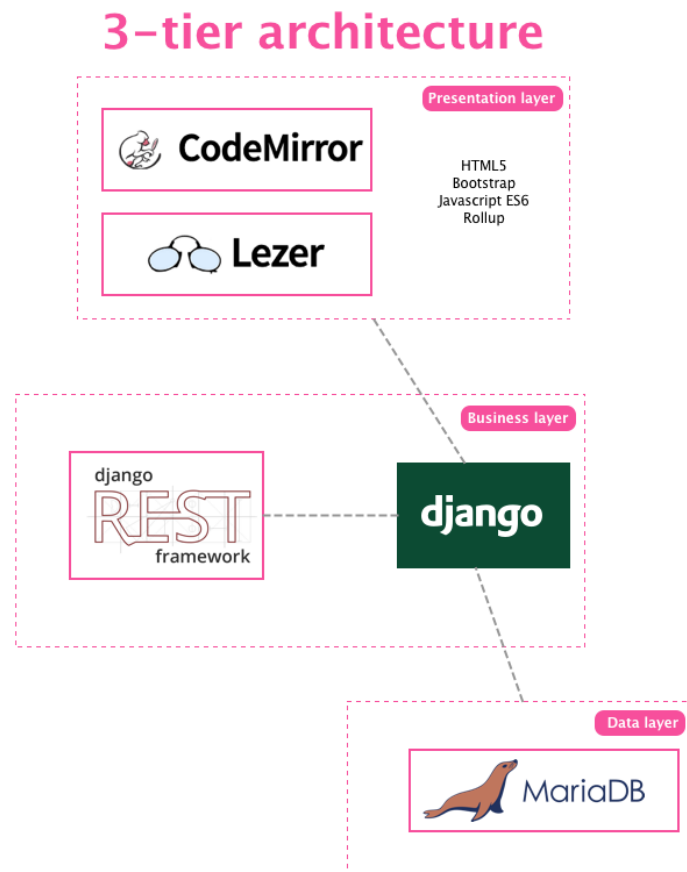 3-tier architecture
Presentation layer
CodeMirror
HTML5
Bootstrap
Javascript ES6
Rollup
Lezer
Business layer
django
REST
framework
django
Data layer
MariaDB